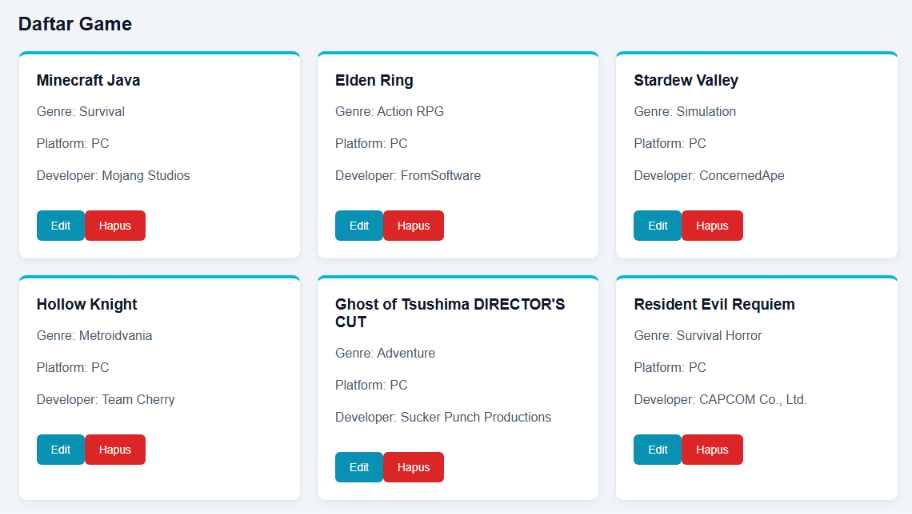 Daftar Game
Minecraft Java
Genre: Survival
Platform: PC
Developer: Mojang Studios
Edit Hapus
Elden Ring
Genre: Action RPG
Platform: PC
Developer: FromSoftware
Edit Hapus
Stardew Valley
Genre: Simulation
Platform: PC
Developer: ConcernedApe
Edit Hapus
Hollow Knight
Genre: Metroidvania
Platform: PC
Developer: Team Cherry
Edit Hapus
Ghost of Tsushima DIRECTOR'S
CUT
Genre: Adventure
Platform: PC
Developer: Sucker Punch Productions
Edit Hapus
Resident Evil Requiem
Genre: Survival Horror
Platform: PC
Developer: CAPCOM Co., Ltd.
Edit Hapus